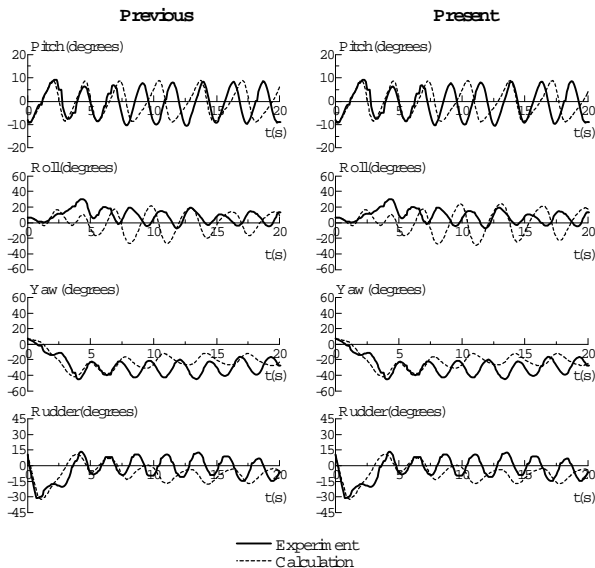 Previous Present
Pitch(degrees) Pitch(degrees)
20 20
10 10
0 0 5 10 15 20 0 0 5 10 15 20
-10 -10
t(s) t(s)
-20 -20
Roll(degrees) Roll(degrees)
60 60
40 40
20 20
0 0 5 10 15 20 0 0 5 10 15 20
-20 -20
-40 t(s) -40 t(s)
-60 -60
Yaw(degrees) Yaw(degrees)
60 60
40 40
20 20
0 0 5 10 15 20 0 0 5 10 15 20
-20 -20
-40 t(s) -40 t(s)
-60 -60
Rudder(degrees) Rudder(degrees)
45 45
30 30
15 15
0 0 5 10 15 20 0 0 5 10 15 20
-15 -15
-30 t(s) -30 t(s)
-45 -45
Experiment
Calculation